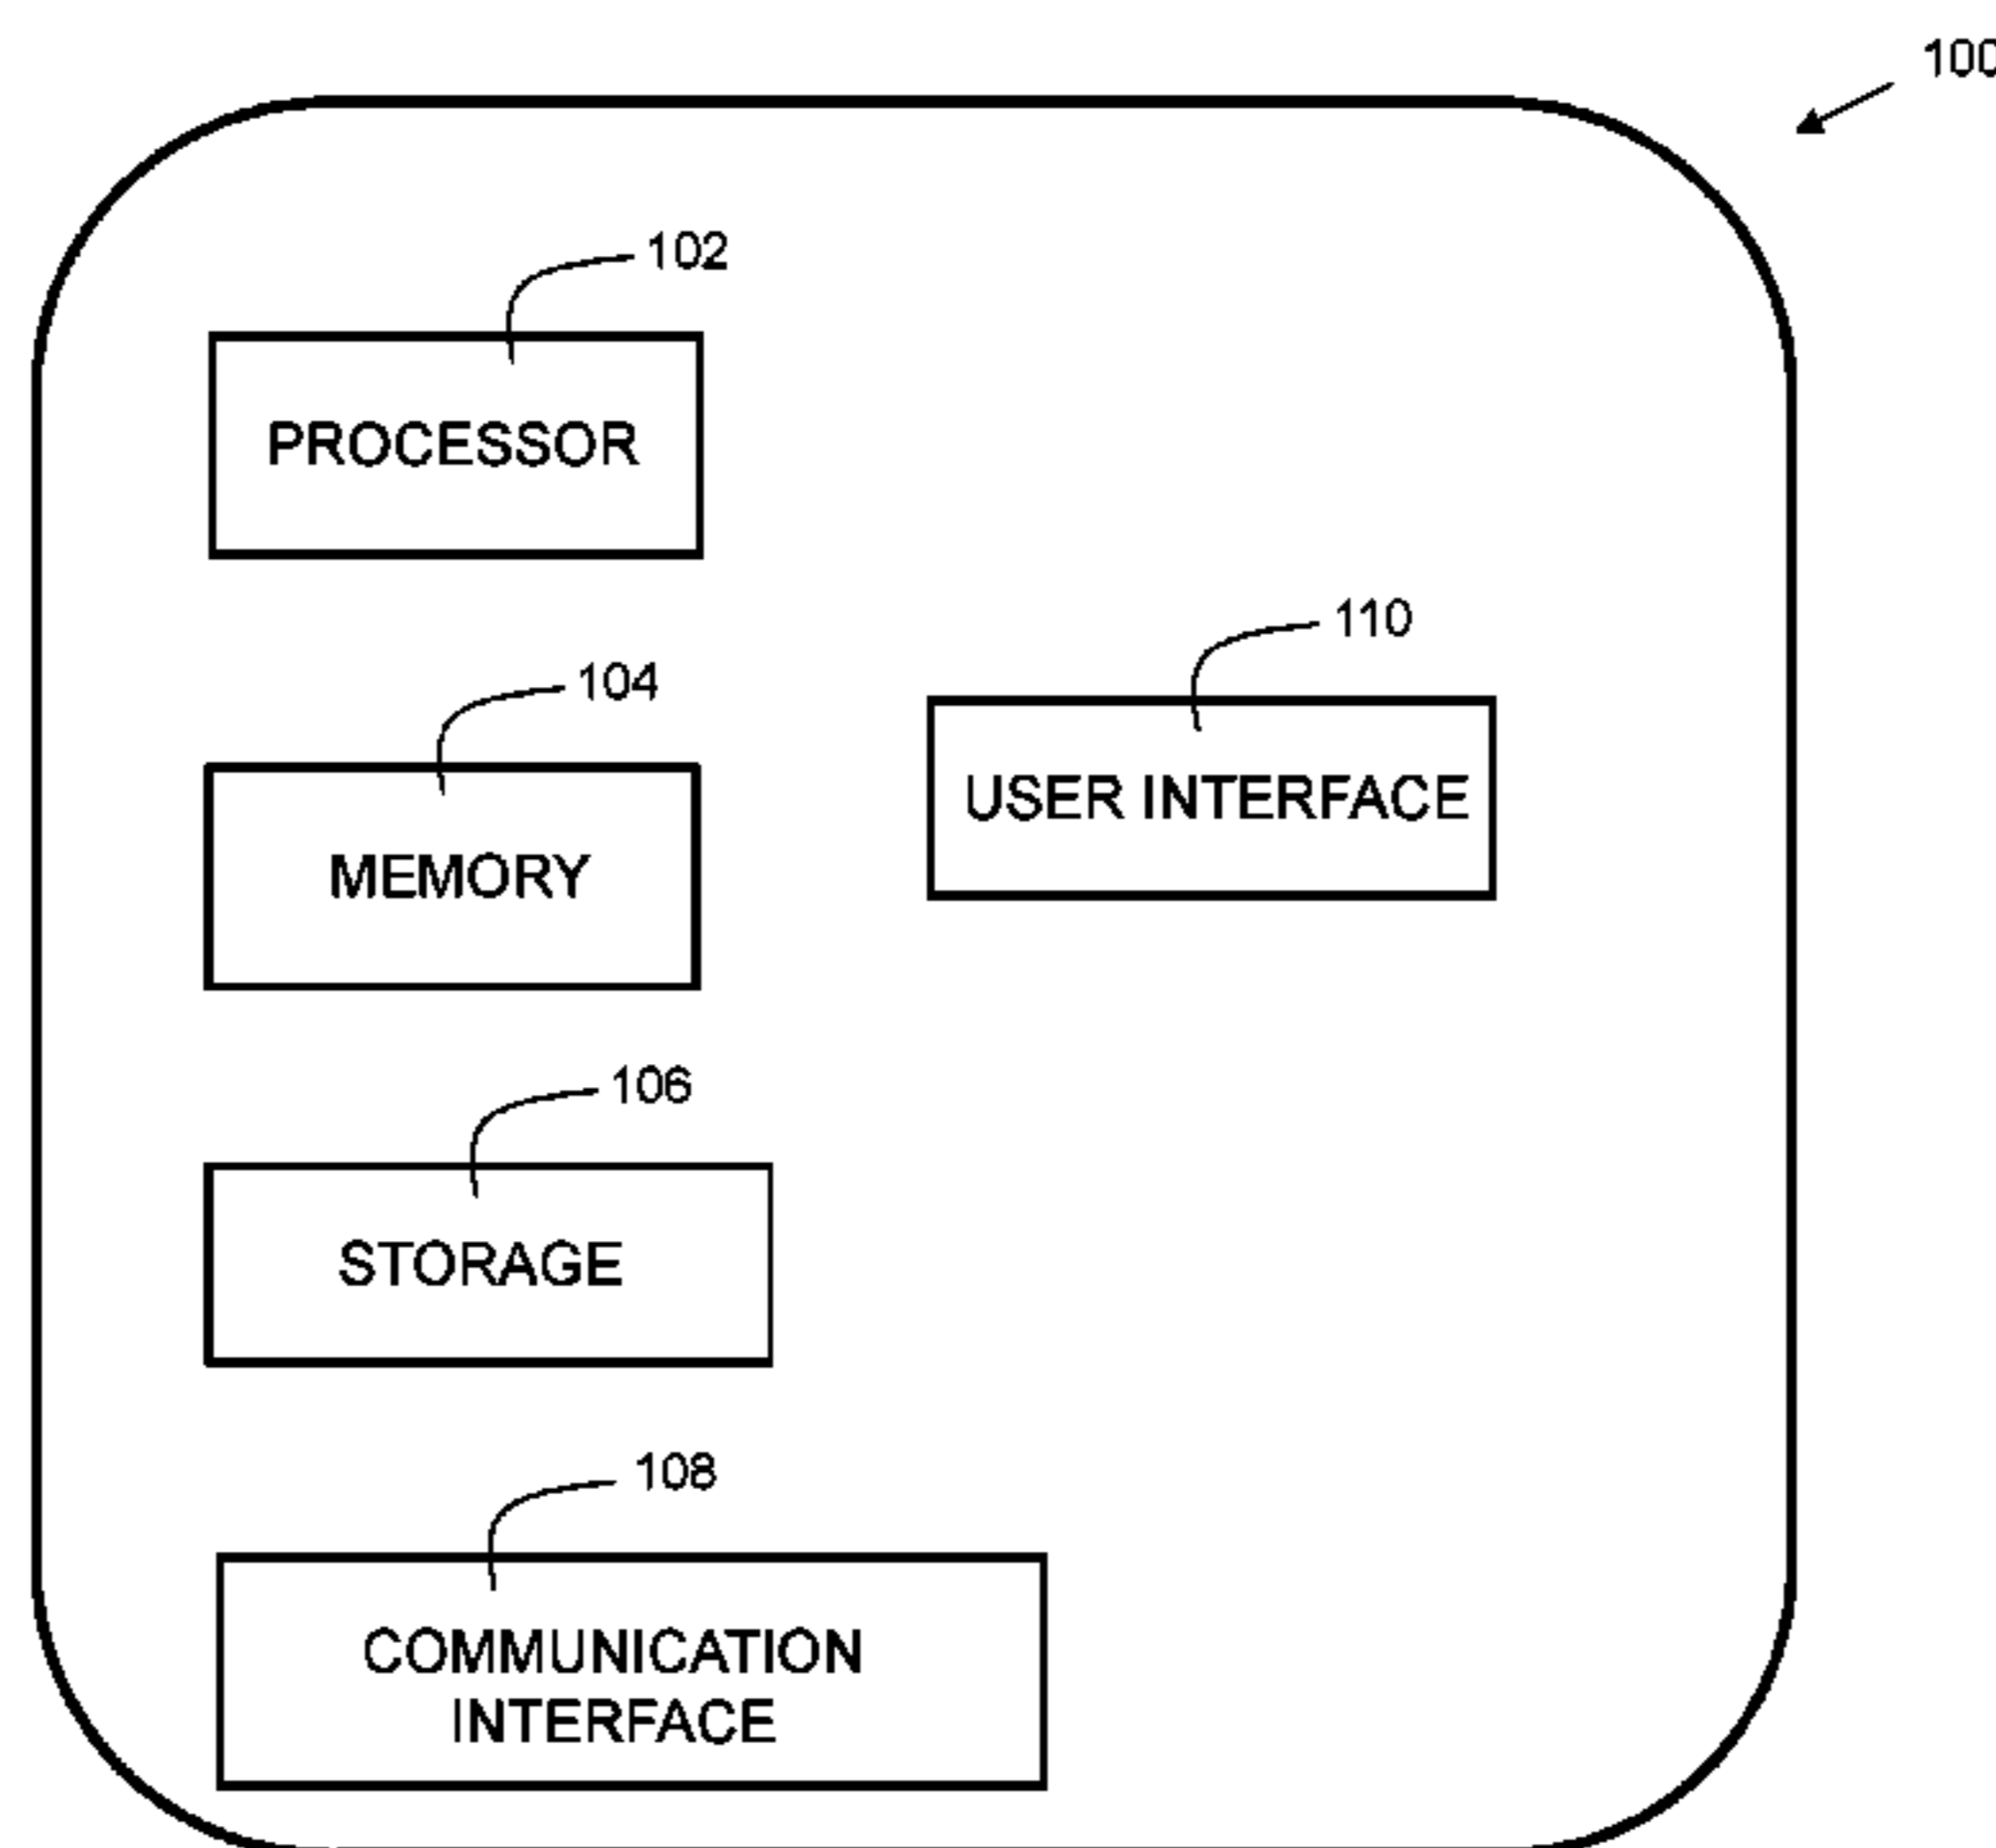 100
102
PROCESSOR
110
104
USER INTERFACE
MEMORY
106
STORAGE
108
COMMUNICATION
INTERFACE